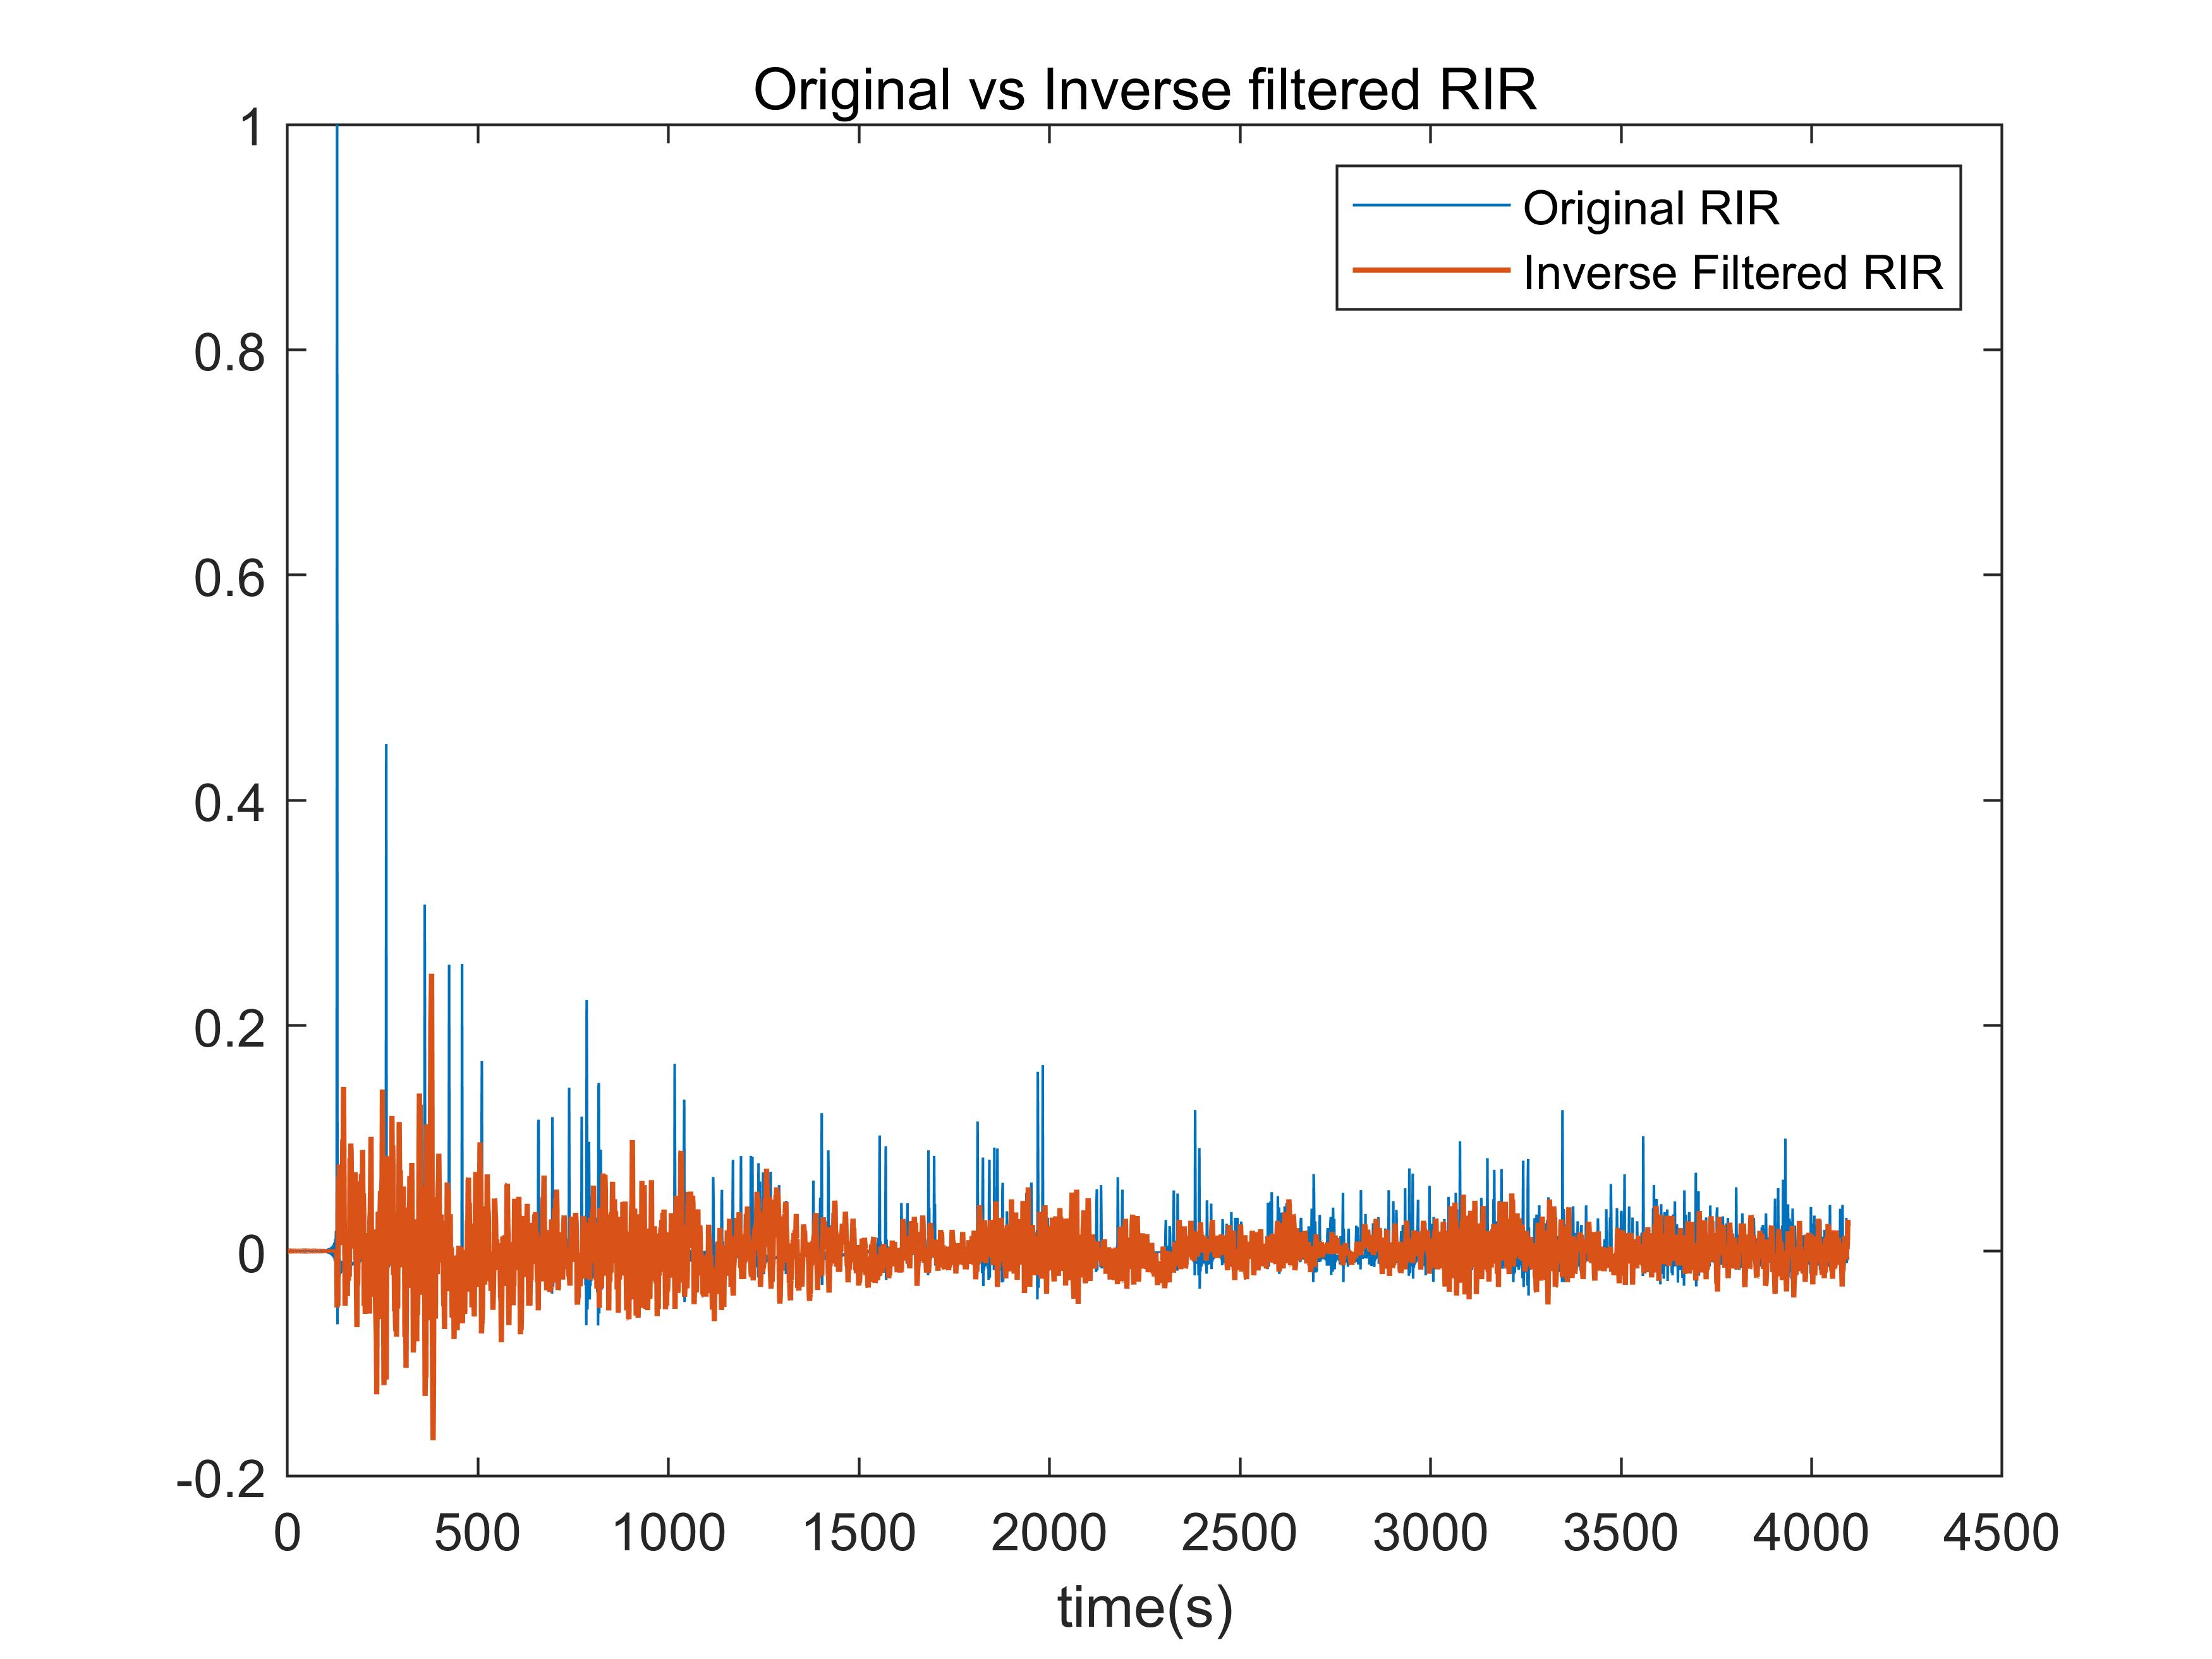 Original vs Inverse filtered RIR
1
Original RIR
Inverse Filtered RIR
0.8
0.6
0.4
0.2
0
-0.2
0 500 1000 1500 2000 2500 3000 3500 4000 4500
time(s)